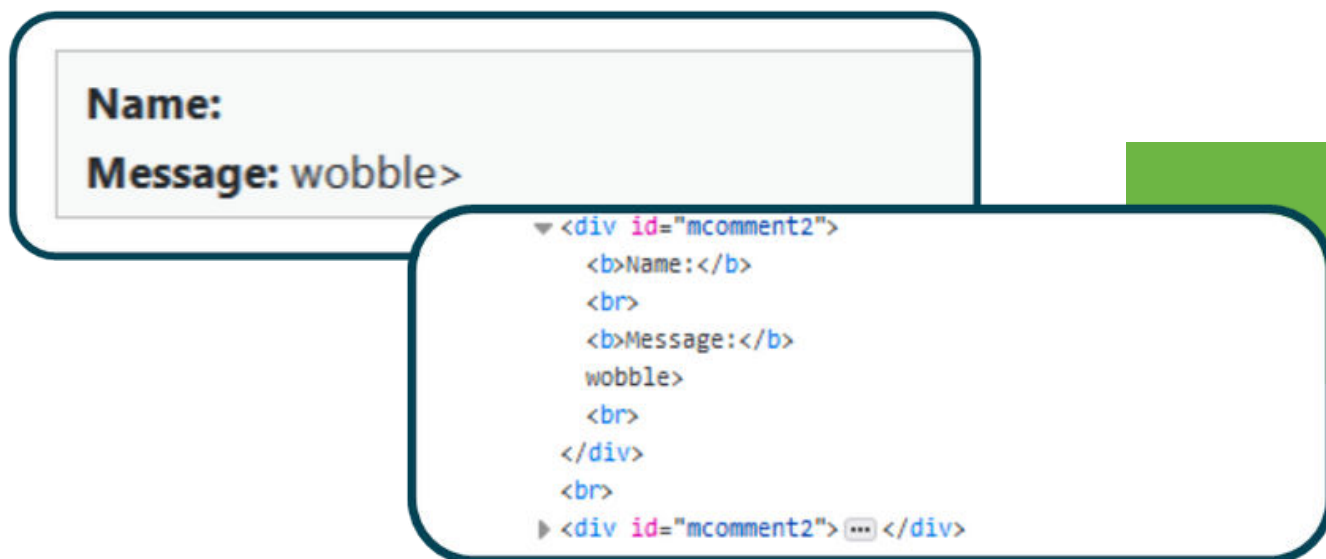 Name:
Message: wobble>
<div id="mcomment2">
<b>Name:</b>
<br>
<b>Message:</b>
wobble>
<br>
</div>
<br>
<div id="mcomment2"> ••• </div>